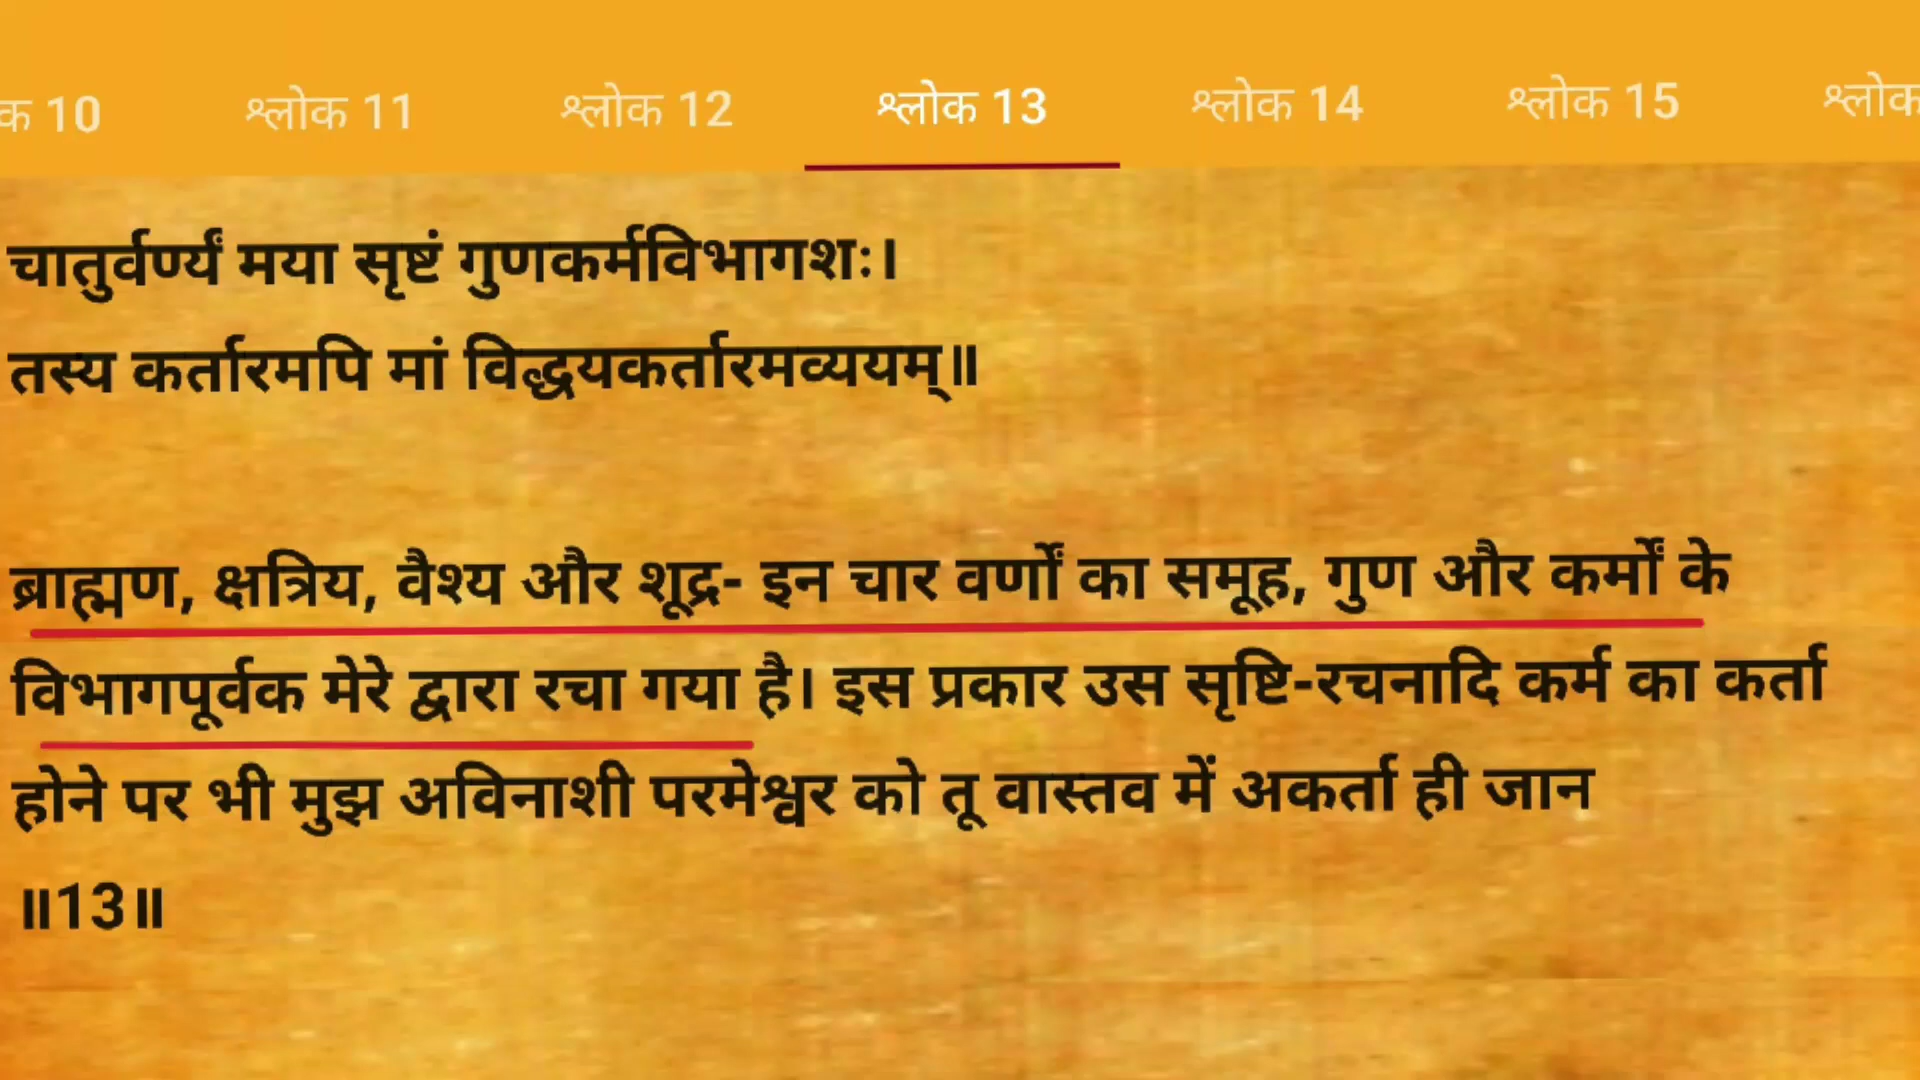 क 10 श्लोक 11 श्लोक 12 श्लोक 13 श्लोक 14 श्लोक 15 श्लोक
चातुर्वर्ण्यं मया सृष्टं गुणकर्मविभागशः।
तस्य कर्तारमपि मां विद्धयकर्तारमव्ययम्॥
ब्राह्मण, क्षत्रिय, वैश्य और शूद्र- इन चार वर्णों का समूह, गुण और कर्मों के
विभागपूर्वक मेरे द्वारा रचा गया है। इस प्रकार उस सृष्टि-रचनादि कर्म का कर्ता
होने पर भी मुझ अविनाशी परमेश्वर को तू वास्तव में अकर्ता ही जान
॥13॥